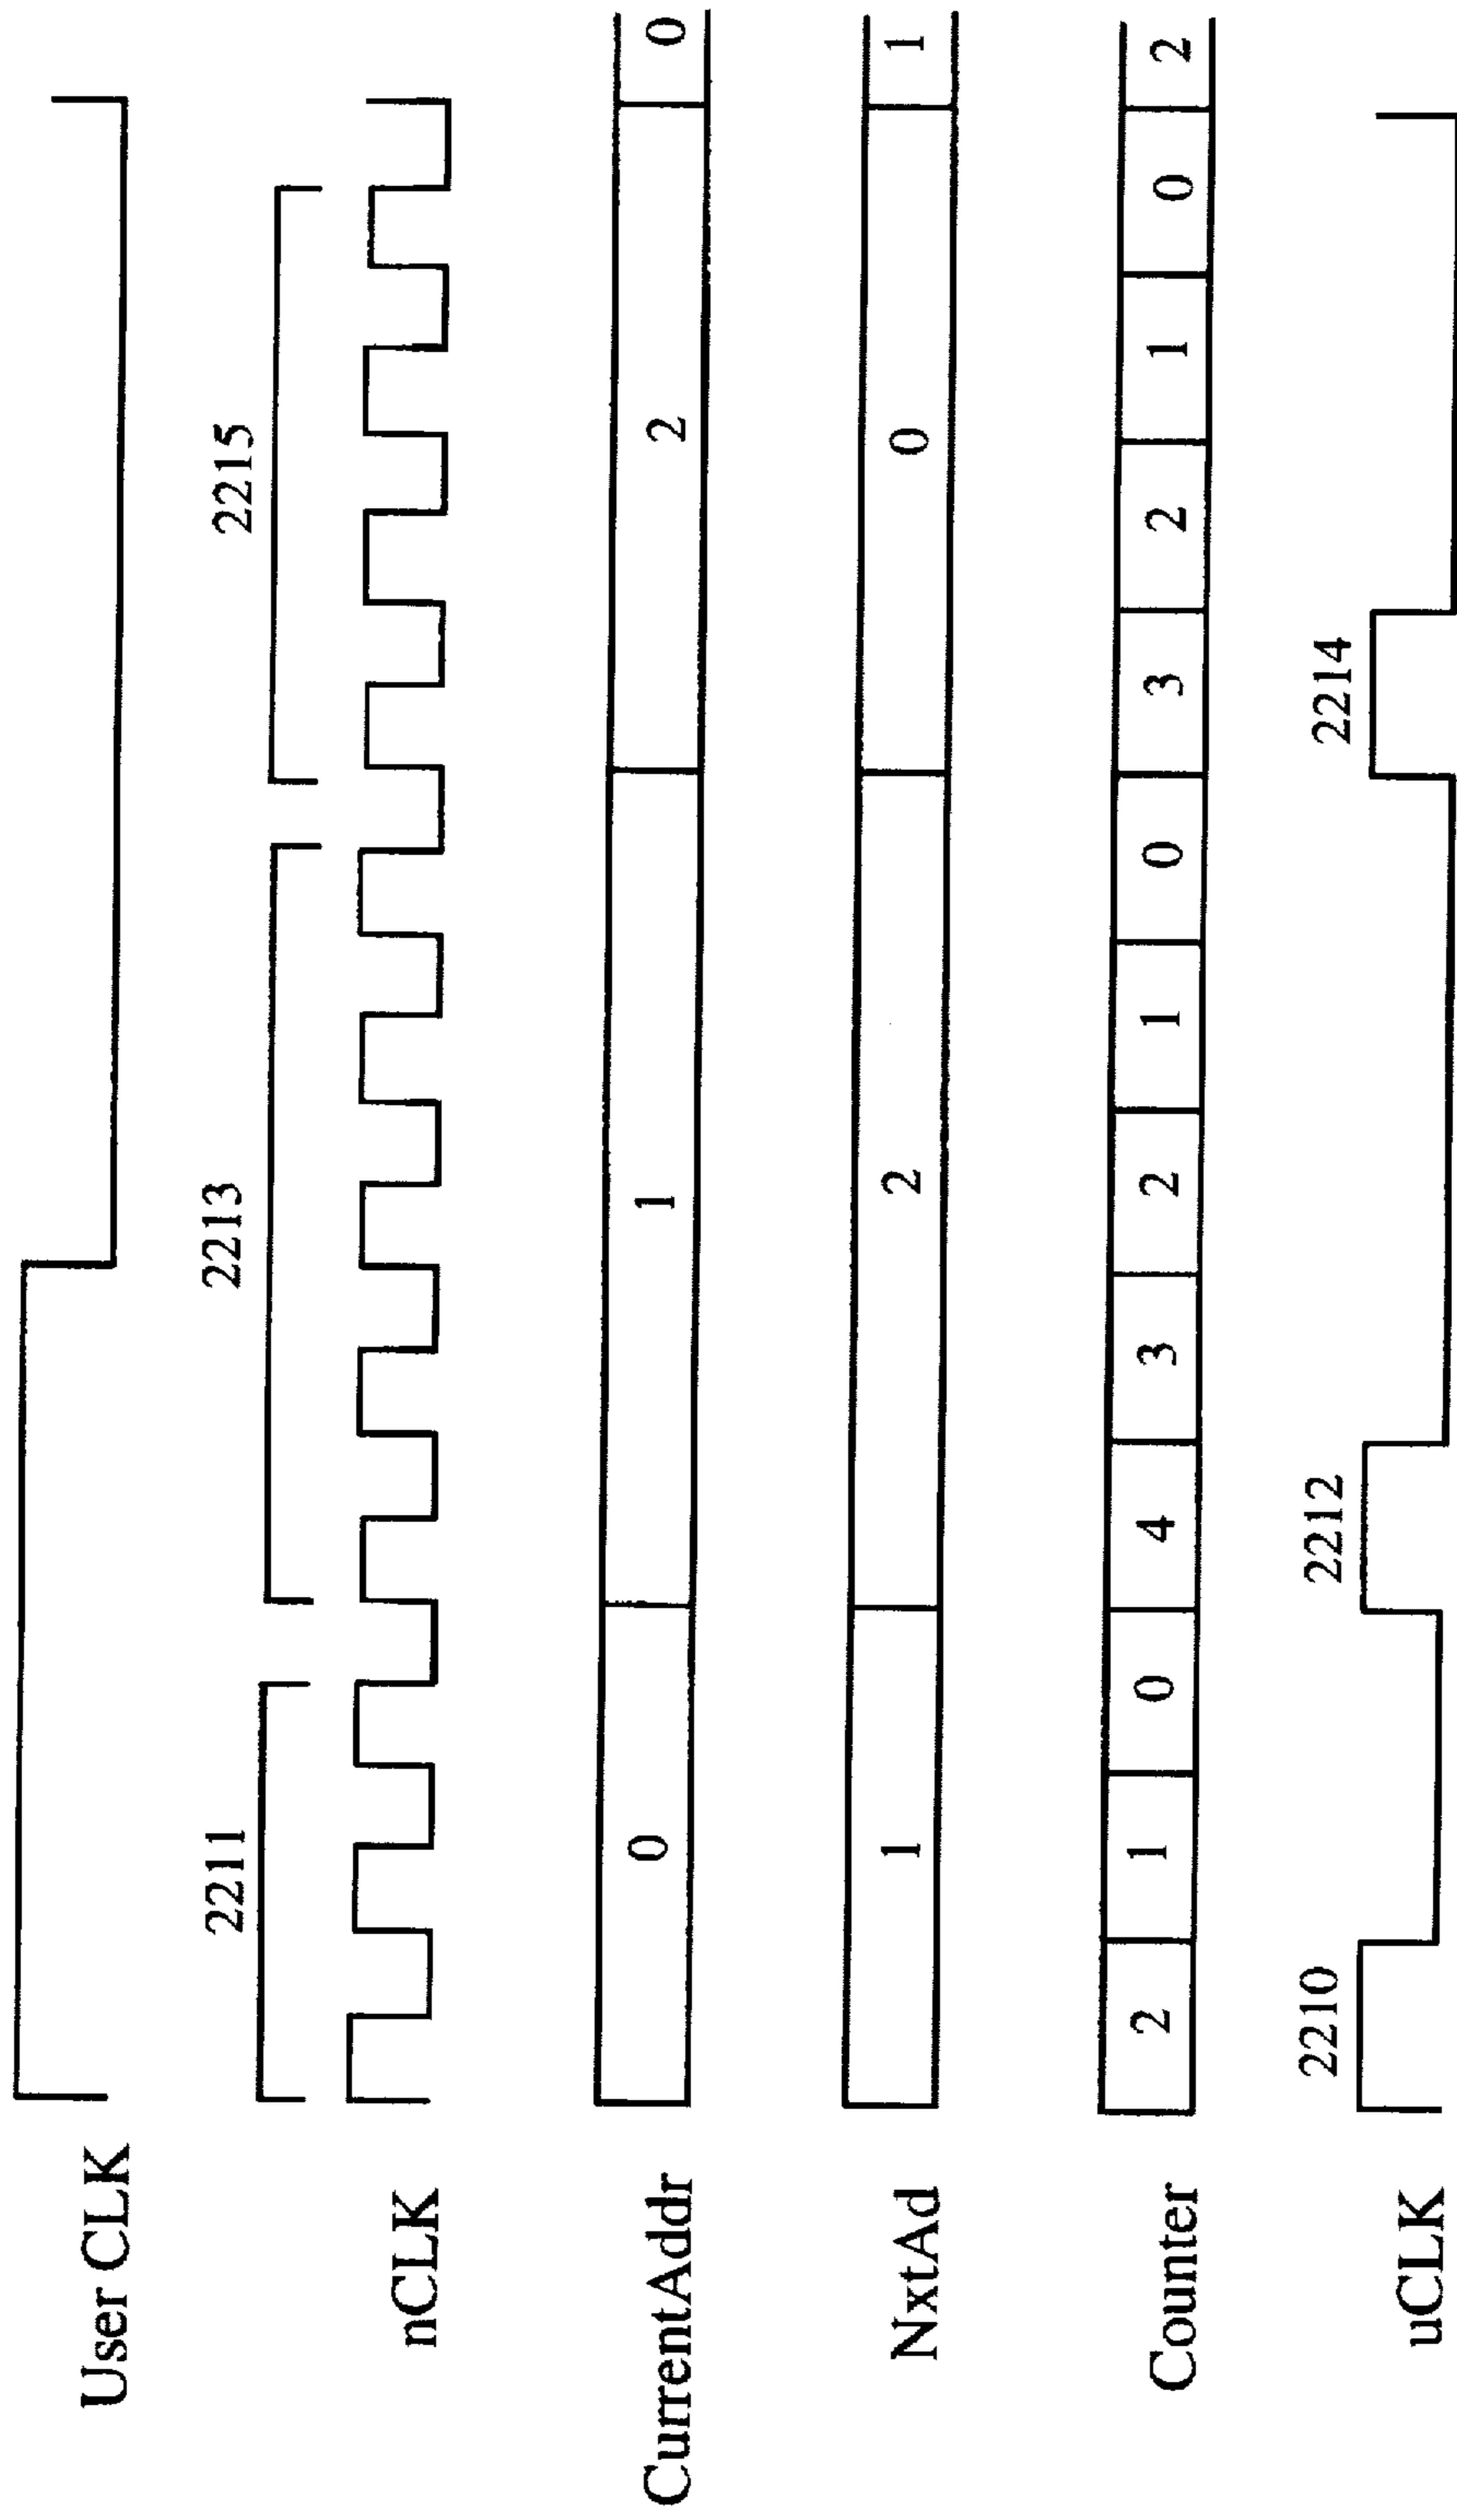 User CLK
2211 2213 2215
nCLK
CurrentAddr 0 1 2 0
NxtAd 1 2 0 1
Counter 2 1 0 4 3 2 1 0 3 2 1 0 2
2210 2212 2214
uCLK